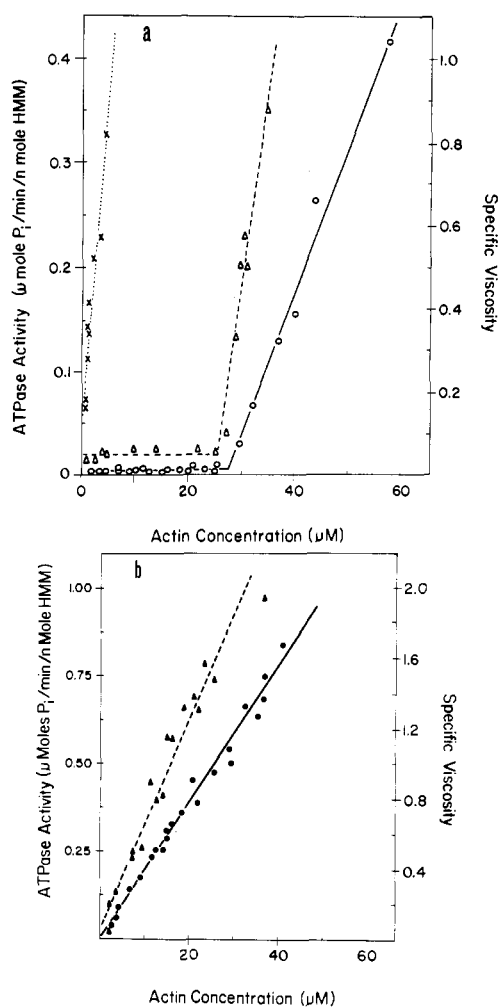 a
ATPase Activity (μ mole Pi/min/n mole HMM)
0.4
0.3
0.2
0.1
0
1.0
0.8
0.6
0.4
0.2
Specific Viscosity
0 20 40 60
Actin Concentration (μM)
b
ATPase Activity (μ Moles Pi/min/n Mole HMM)
1.00
0.75
0.50
0.25
2.0
1.6
1.2
0.8
0.4
Specific Viscosity
20 40 60
Actin Concentration (μM)